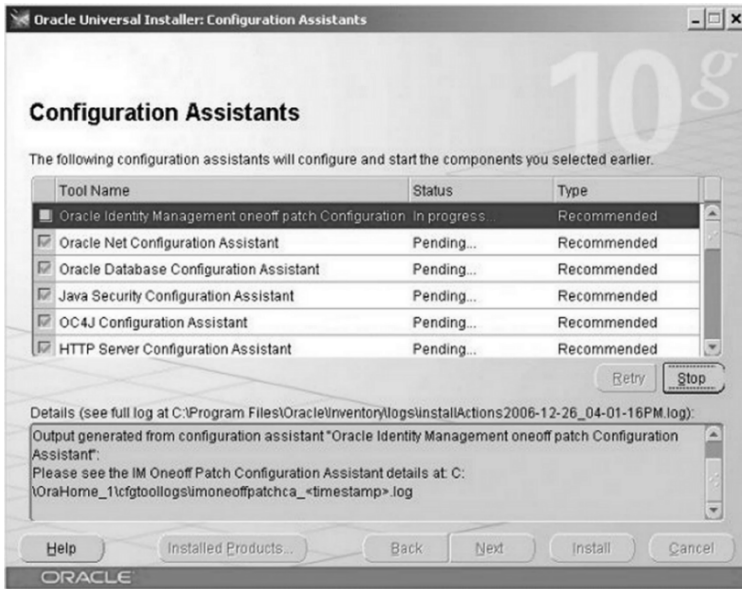 Oracle Universal Installer: Configuration Assistants
10g
Configuration Assistants
The following configuration assistants will configure and start the components you selected earlier.
Tool Name Status Type
Oracle Identity Management oneoff patch Configuration In progress... Recommended
Oracle Net Configuration Assistant Pending... Recommended
Oracle Database Configuration Assistant Pending... Recommended
Java Security Configuration Assistant Pending... Recommended
OC4J Configuration Assistant Pending... Recommended
HTTP Server Configuration Assistant Pending... Recommended
Retry Stop
Details (see full log at C:\Program Files\Oracle\Inventory\logs\installActions2006-12-26_04-01-16PM.log):
Output generated from configuration assistant "Oracle Identity Management oneoff patch Configuration
Assistant":
Please see the IM Oneoff Patch Configuration Assistant details at: C:
\OraHome_1\cfgtoollogs\imoneoffpatchca_<timestamp>.log
Help Installed Products... Back Next Install Cancel
ORACLE